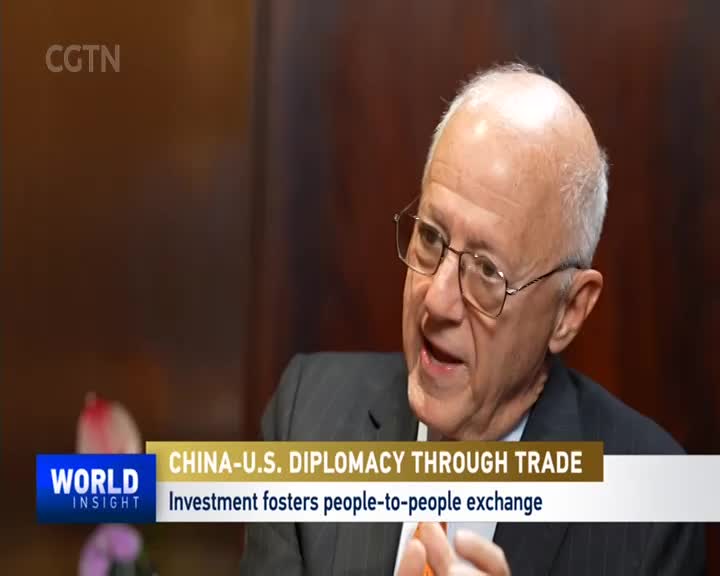 CGTN
CHINA-U.S. DIPLOMACY THROUGH TRADE
WORLD
INSIGHT
Investment fosters people-to-people exchange